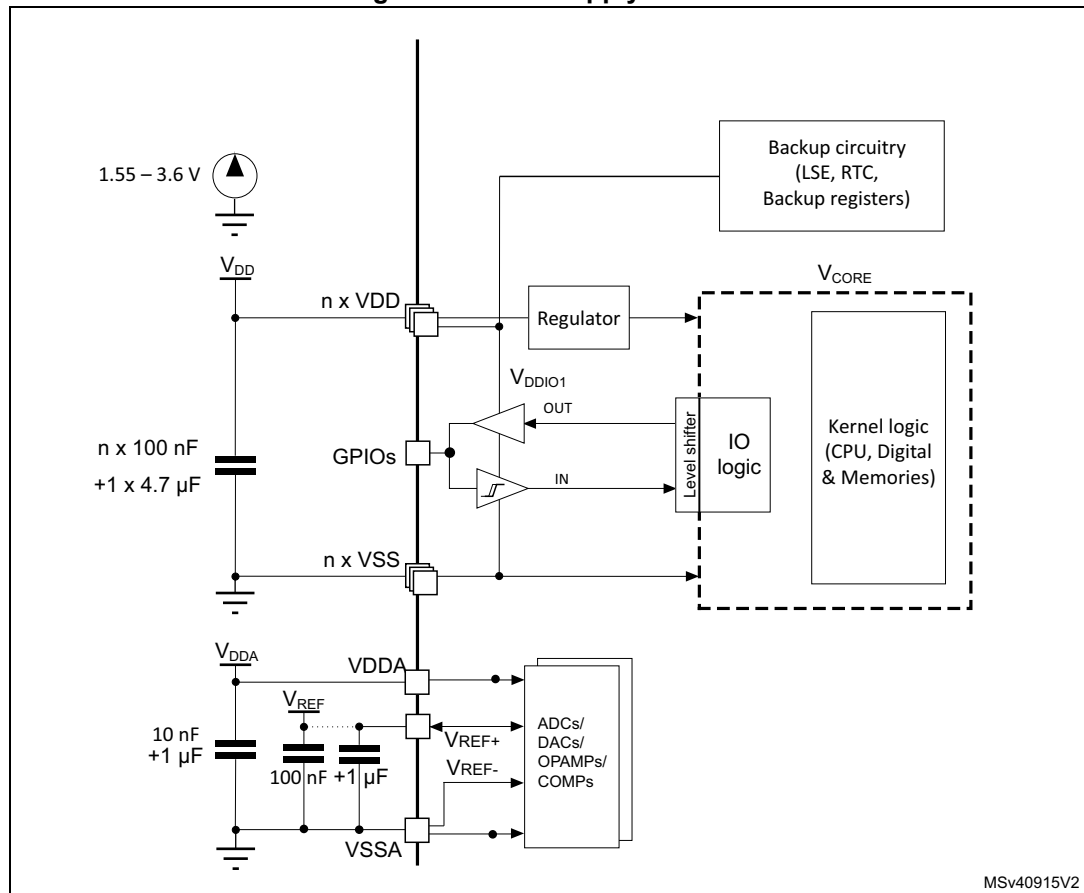 1.55 – 3.6 V
Backup circuitry
(LSE, RTC,
Backup registers)
VDD
n x VDD
Regulator
VCORE
VDDIO1
OUT
n x 100 nF
+1 x 4.7 µF
GPIOs
IN
Level shifter
IO
logic
Kernel logic
(CPU, Digital
& Memories)
n x VSS
VDDA
VDDA
VREF
10 nF
+1 µF
100 nF
+1 µF
VREF+
VREF-
ADCs/
DACs/
OPAMPs/
COMPs
VSSA
MSv40915V2